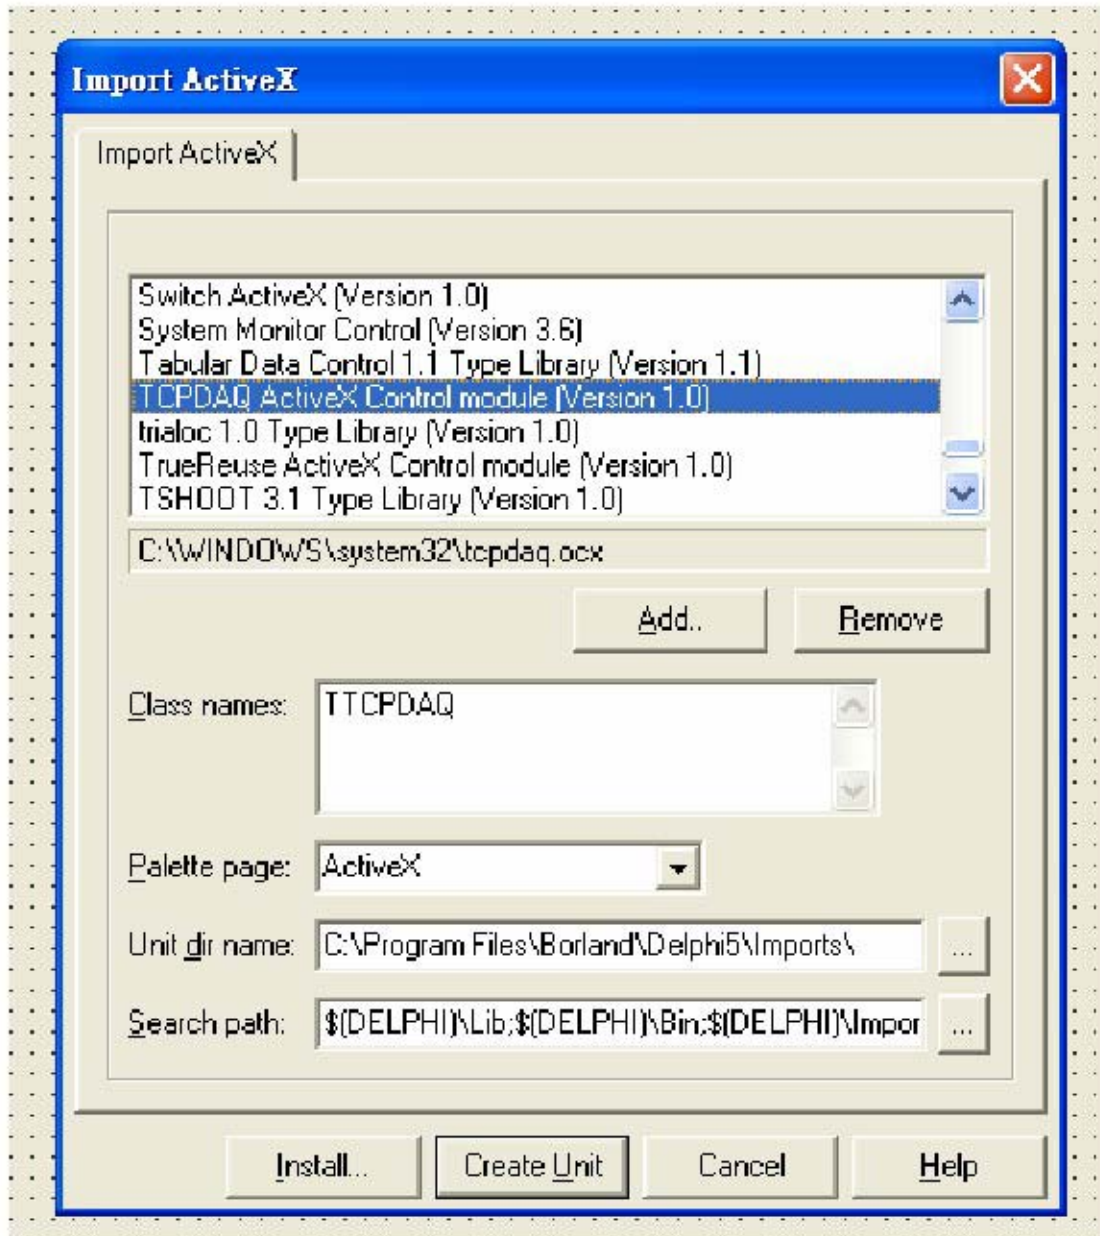 Import ActiveX
Import ActiveX
Switch ActiveX (Version 1.0)
System Monitor Control (Version 3.6)
Tabular Data Control 1.1 Type Library (Version 1.1)
TCPDAQ ActiveX Control module (Version 1.0)
trialoc 1.0 Type Library (Version 1.0)
TrueReuse ActiveX Control module (Version 1.0)
TSHOOT 3.1 Type Library (Version 1.0)
C:\WINDOWS\system32\tcpdaq.ocx
Add.. Remove
Class names: TTCPDAQ
Palette page: ActiveX
Unit dir name: C:\Program Files\Borland\Delphi5\Imports\ ...
Search path: $(DELPHI)\Lib;$(DELPHI)\Bin;$(DELPHI)\Impor ...
Install... Create Unit Cancel Help